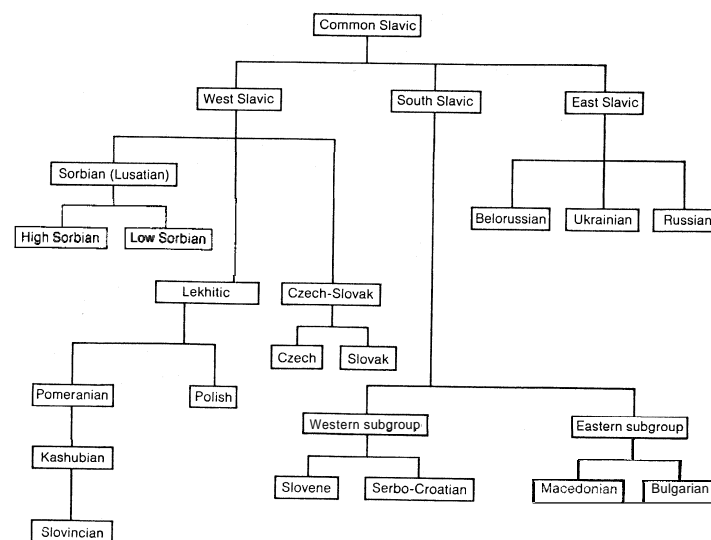 Common Slavic
West Slavic
South Slavic
East Slavic
Sorbian (Lusatian)
High Sorbian
Low Sorbian
Belorussian
Ukrainian
Russian
Lekhitic
Czech-Slovak
Czech
Slovak
Pomeranian
Polish
Western subgroup
Eastern subgroup
Kashubian
Slovene
Serbo-Croatian
Macedonian
Bulgarian
Slovincian